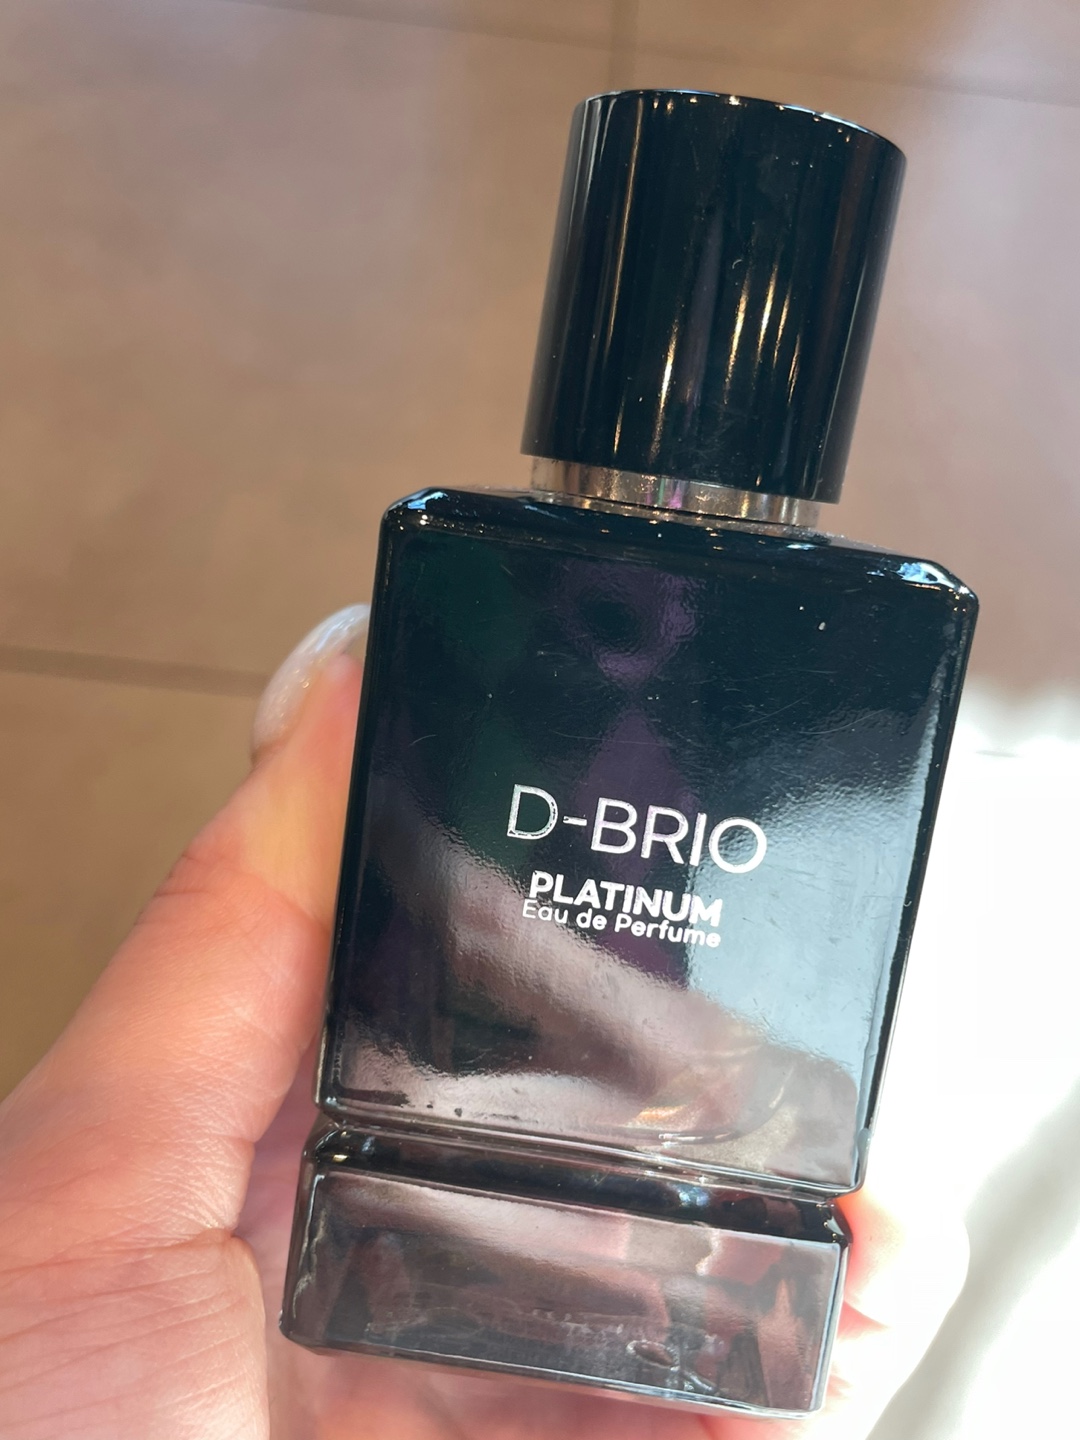 D-BRIO
PLATINUM
Eau de Perfume